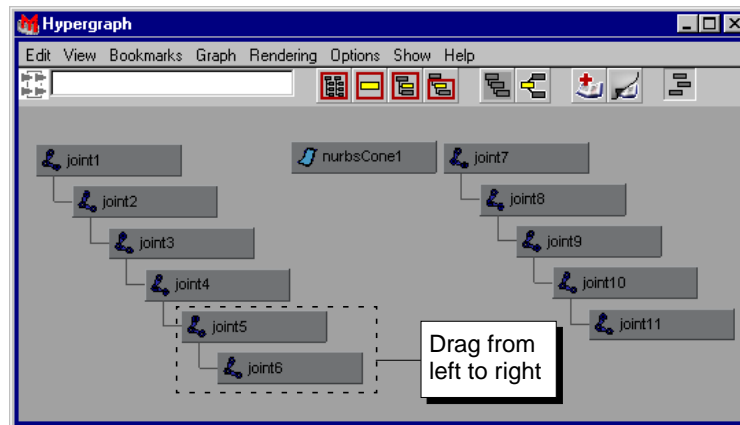 Hypergraph
Edit View Bookmarks Graph Rendering Options Show Help
joint1
nurbsCone1
joint7
joint2
joint8
joint3
joint9
joint4
joint10
joint5
joint11
joint6
Drag from
left to right